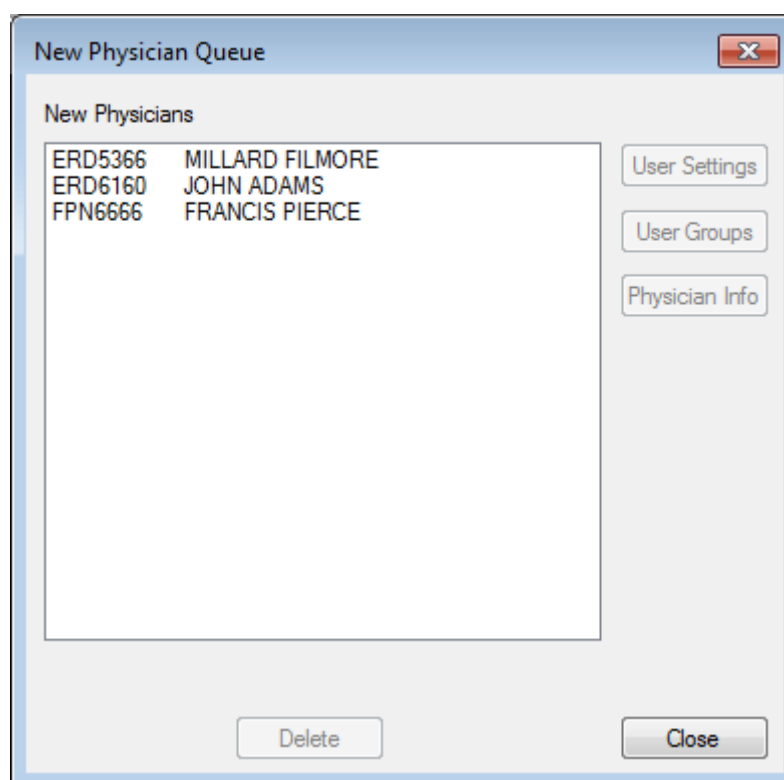 New Physician Queue
New Physicians
ERD5366 MILLARD FILMORE
ERD6160 JOHN ADAMS
FPN6666 FRANCIS PIERCE
User Settings
User Groups
Physician Info
Delete
Close